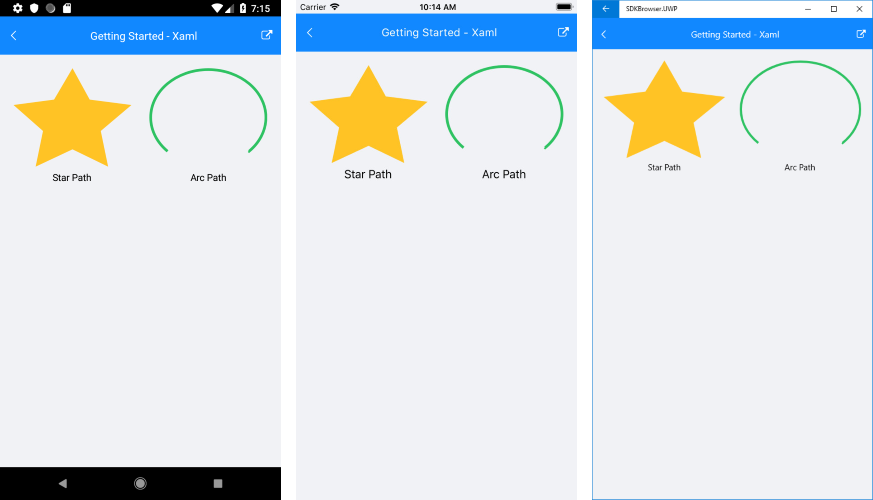 7:15
Getting Started - Xaml
Star Path
Arc Path
Carrier
10:14 AM
Getting Started - Xaml
Star Path
Arc Path
SDKBrowser.UWP
Getting Started - Xaml
Star Path
Arc Path